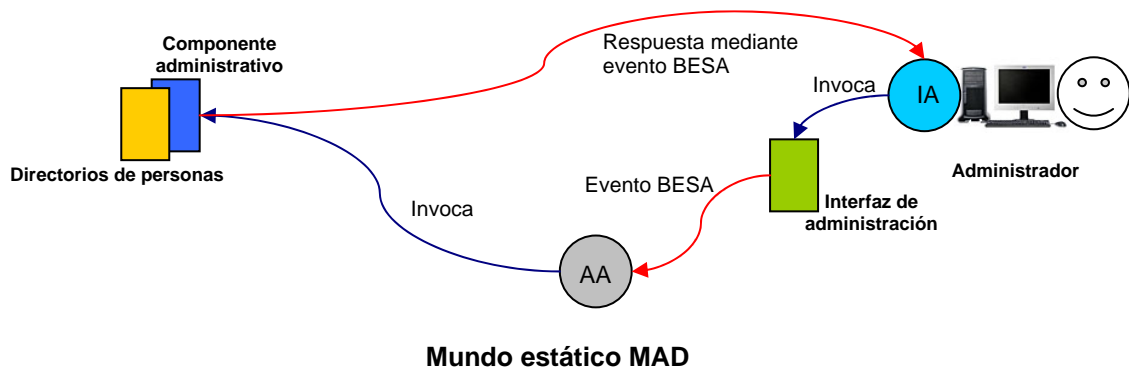 Componente
administrativo
Directorios de personas
Respuesta mediante
evento BESA
Invoca
IA
Administrador
Interfaz de
administración
Evento BESA
Invoca
AA
Mundo estático MAD